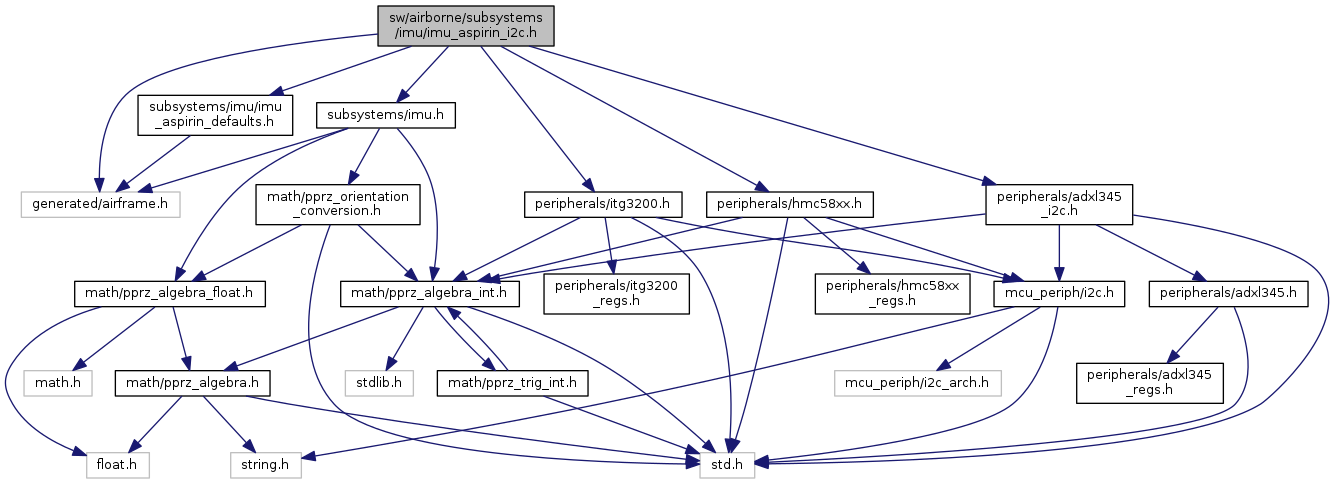 sw/airborne/subsystems
/imu/imu_aspirin_i2c.h
subsystems/imu/imu
_aspirin_defaults.h
subsystems/imu.h
generated/airframe.h
math/pprz_orientation
_conversion.h
peripherals/itg3200.h
peripherals/hmc58xx.h
peripherals/adxl345
_i2c.h
math/pprz_algebra_float.h
math/pprz_algebra_int.h
peripherals/itg3200
_regs.h
peripherals/hmc58xx
_regs.h
mcu_periph/i2c.h
peripherals/adxl345.h
math.h
math/pprz_algebra.h
stdlib.h
math/pprz_trig_int.h
mcu_periph/i2c_arch.h
peripherals/adxl345
_regs.h
float.h
string.h
std.h